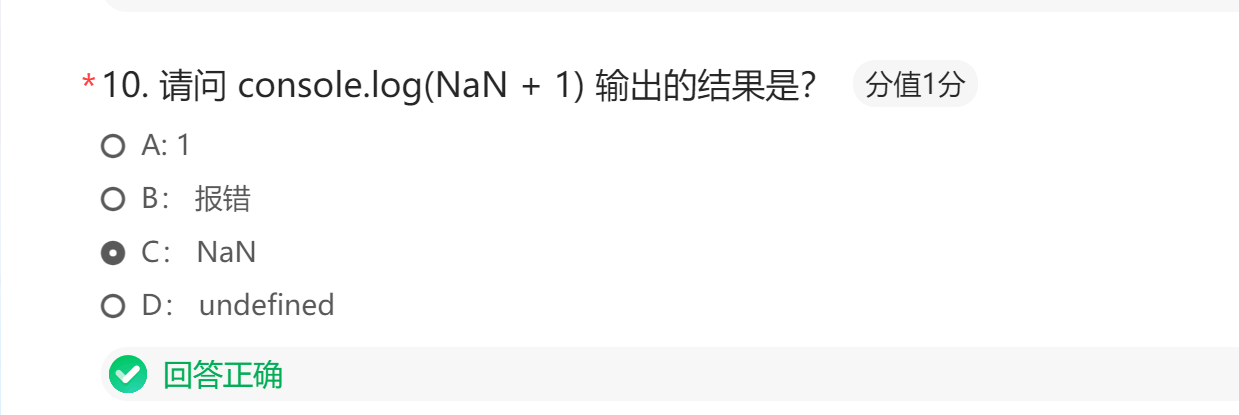 * 10. 请问 console.log(NaN + 1) 输出的结果是？ 分值1分
A: 1
B： 报错
C： NaN
D： undefined
回答正确